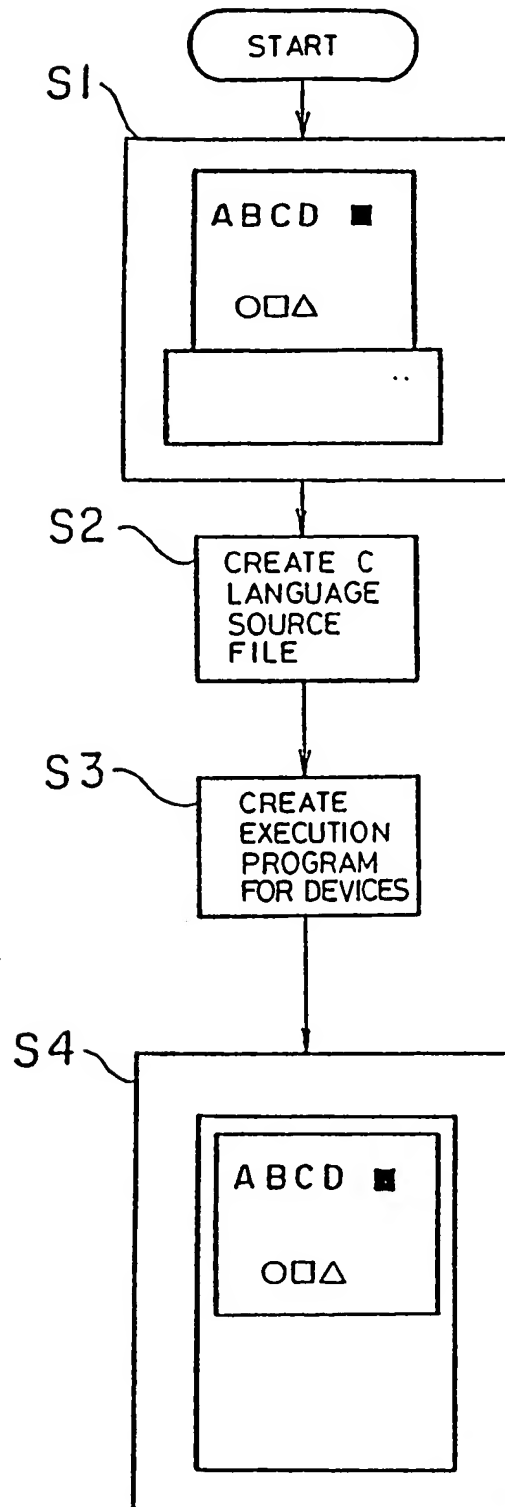 START
S1
ABCD ■
○□△
S2
CREATE C
LANGUAGE
SOURCE
FILE
S3
CREATE
EXECUTION
PROGRAM
FOR DEVICES
S4
ABCD ■
○□△